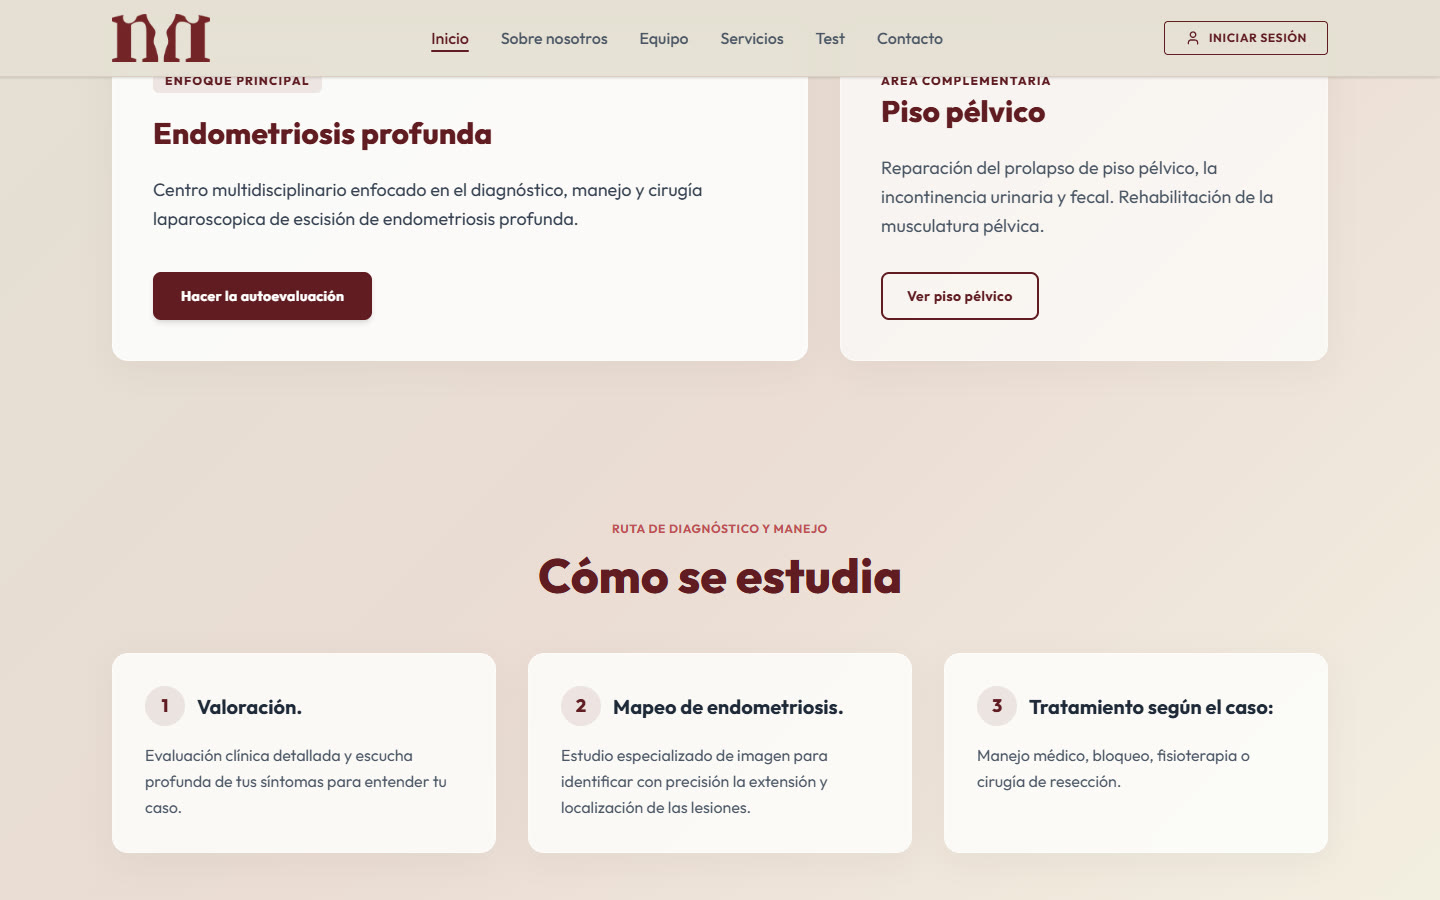 Inicio
Sobre nosotros
Equipo
Servicios
Test
Contacto
INICIAR SESIÓN
ENFOQUE PRINCIPAL
Endometriosis profunda
Centro multidisciplinario enfocado en el diagnóstico, manejo y cirugía
laparoscopica de escisión de endometriosis profunda.
Hacer la autoevaluación
ÁREA COMPLEMENTARIA
Piso pélvico
Reparación del prolapso de piso pélvico, la
incontinencia urinaria y fecal. Rehabilitación de la
musculatura pélvica.
Ver piso pélvico
RUTA DE DIAGNÓSTICO Y MANEJO
Cómo se estudia
1 Valoración.
Evaluación clínica detallada y escucha
profunda de tus síntomas para entender tu
caso.
2 Mapeo de endometriosis.
Estudio especializado de imagen para
identificar con precisión la extensión y
localización de las lesiones.
3 Tratamiento según el caso:
Manejo médico, bloqueo, fisioterapia o
cirugía de resección.